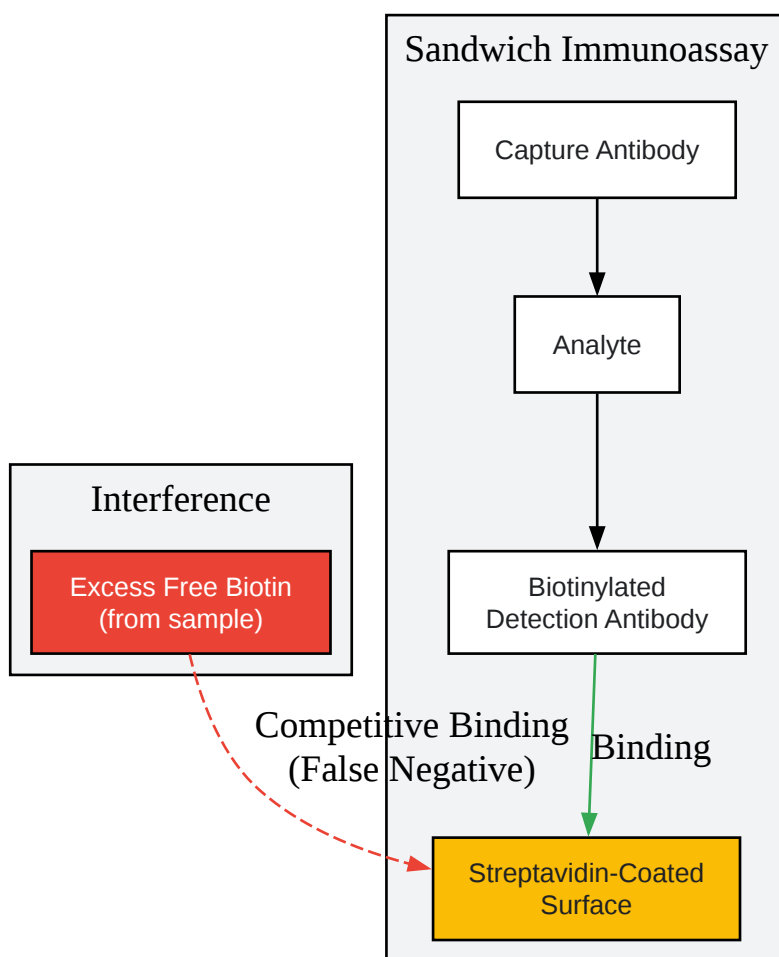 Sandwich Immunoassay
Capture Antibody
Analyte
Interference
Excess Free Biotin
(from sample)
Biotinylated
Detection Antibody
Competitive Binding
(False Negative)
Binding
Streptavidin-Coated
Surface